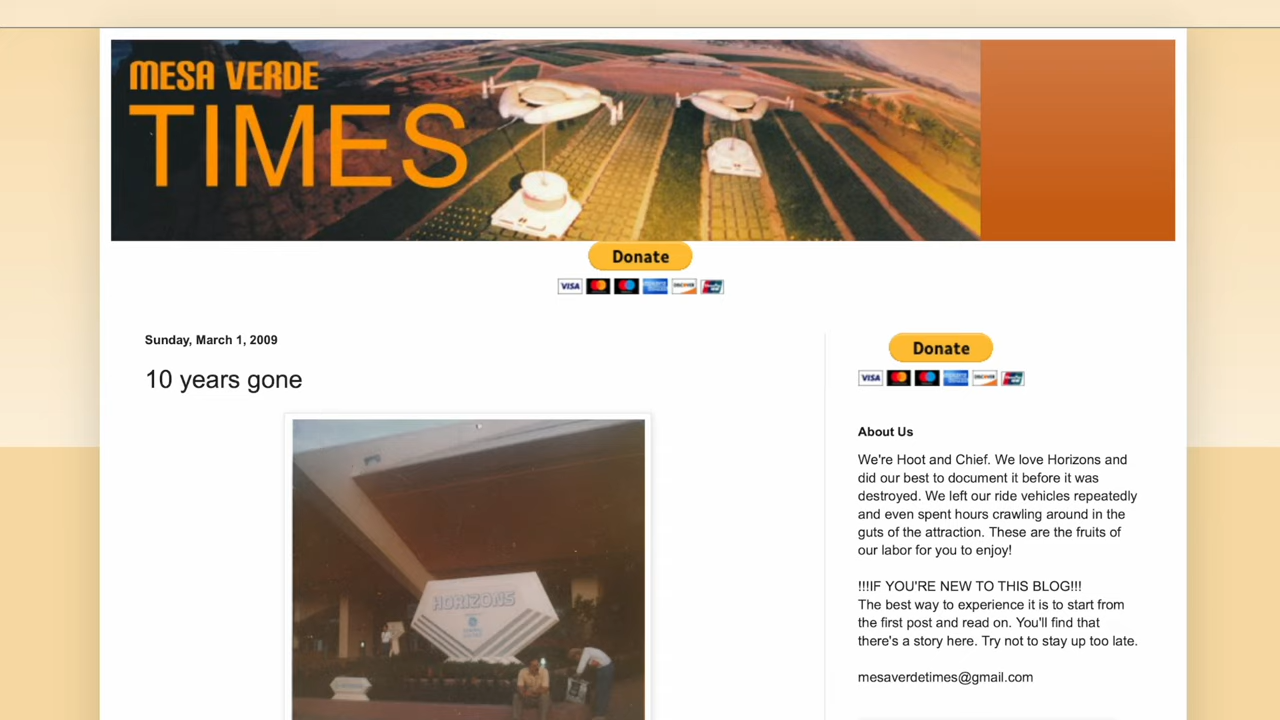 MESA VERDE
TIMES
Donate
VISA
DISCOVER
Sunday, March 1, 2009
10 years gone
HORIZONS
Donate
VISA
DISCOVER
About Us
We're Hoot and Chief. We love Horizons and
did our best to document it before it was
destroyed. We left our ride vehicles repeatedly
and even spent hours crawling around in the
guts of the attraction. These are the fruits of
our labor for you to enjoy!
!!!IF YOU'RE NEW TO THIS BLOG!!!
The best way to experience it is to start from
the first post and read on. You'll find that
there's a story here. Try not to stay up too late.
mesaverdetimes@gmail.com